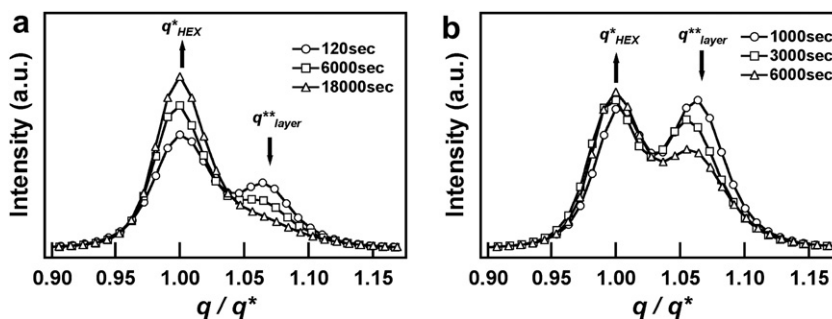 a
q*HEX
q**layer
120sec
6000sec
18000sec
Intensity (a.u.)
0.90 0.95 1.00 1.05 1.10 1.15
q / q*
b
q*HEX
q**layer
1000sec
3000sec
6000sec
Intensity (a.u.)
0.90 0.95 1.00 1.05 1.10 1.15
q / q*